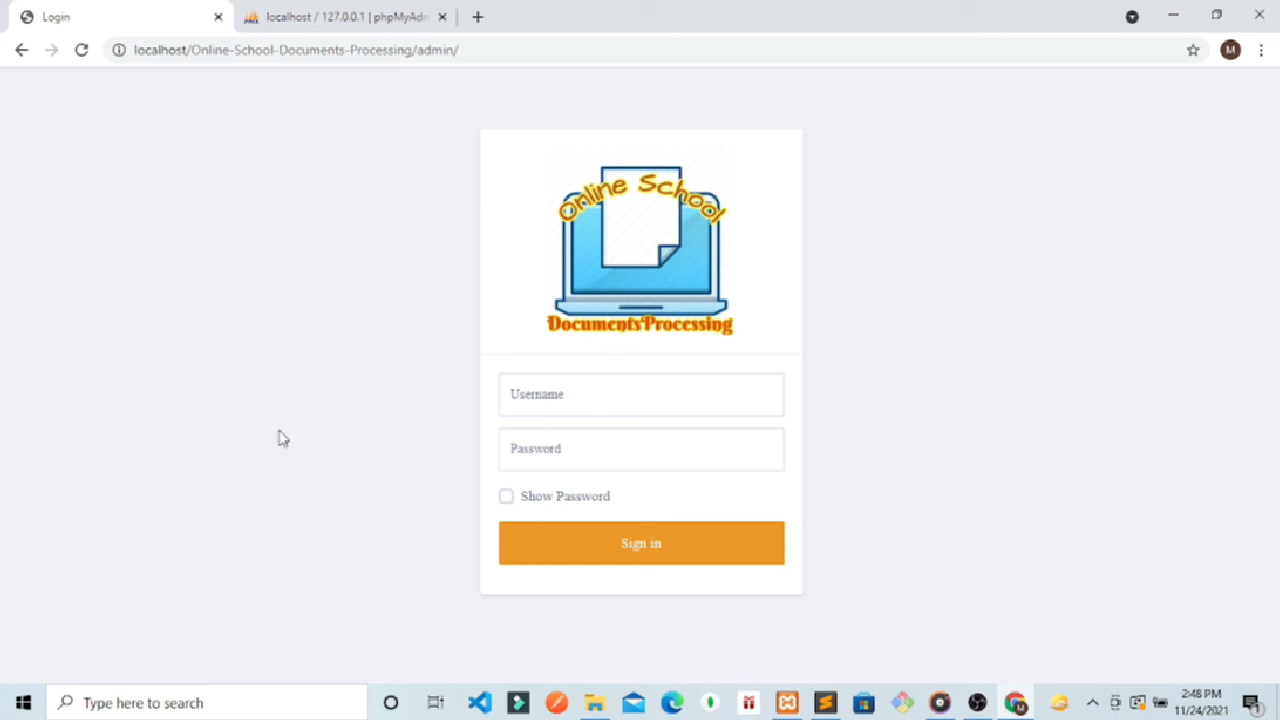 Login
localhost / 127.0.0.1 | phpMyAdm
localhost/Online-School-Documents-Processing/admin/
M
Online School
DocumentsProcessing
Username
Password
Show Password
Sign in
Type here to search
2:48 PM
11/24/2021